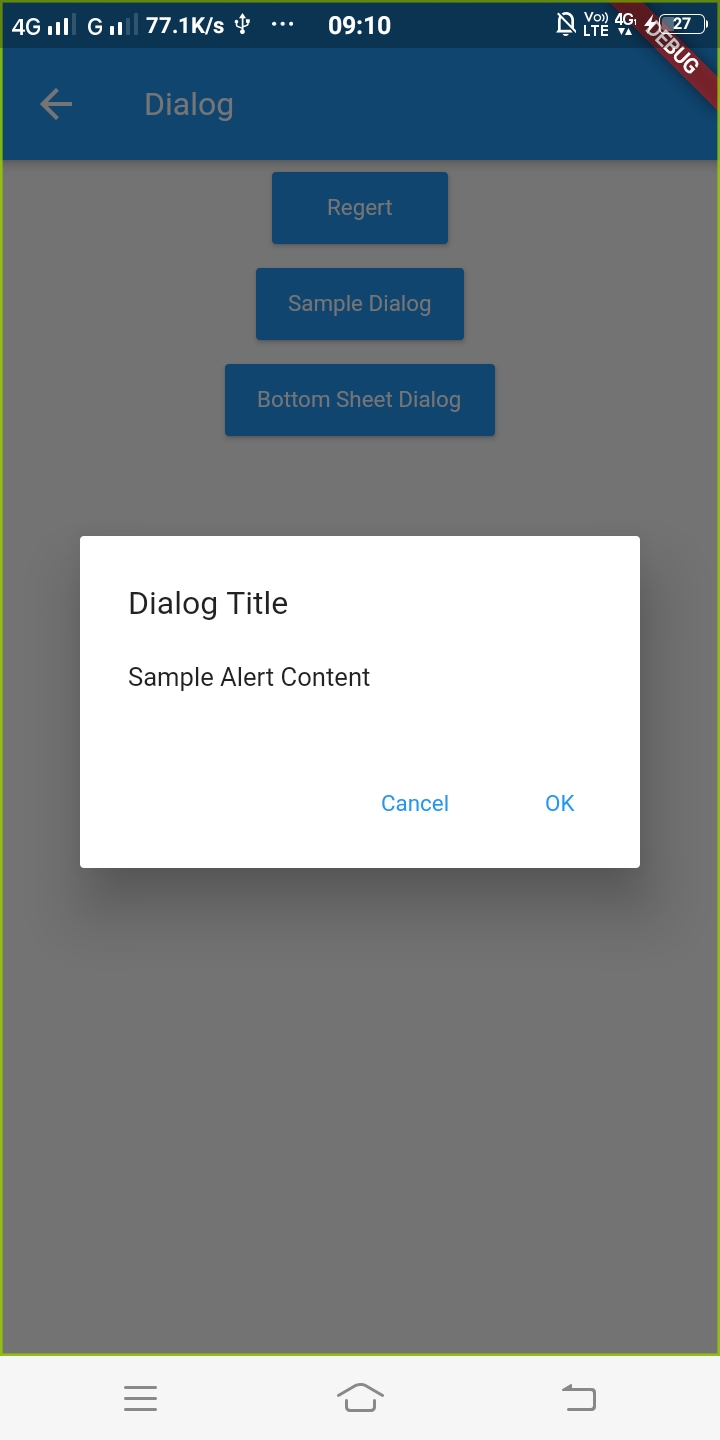 4G G 77.1K/s ... 09:10 Vo)) LTE 4G 27
DEBUG
Dialog
Regert
Sample Dialog
Bottom Sheet Dialog
Dialog Title
Sample Alert Content
Cancel OK